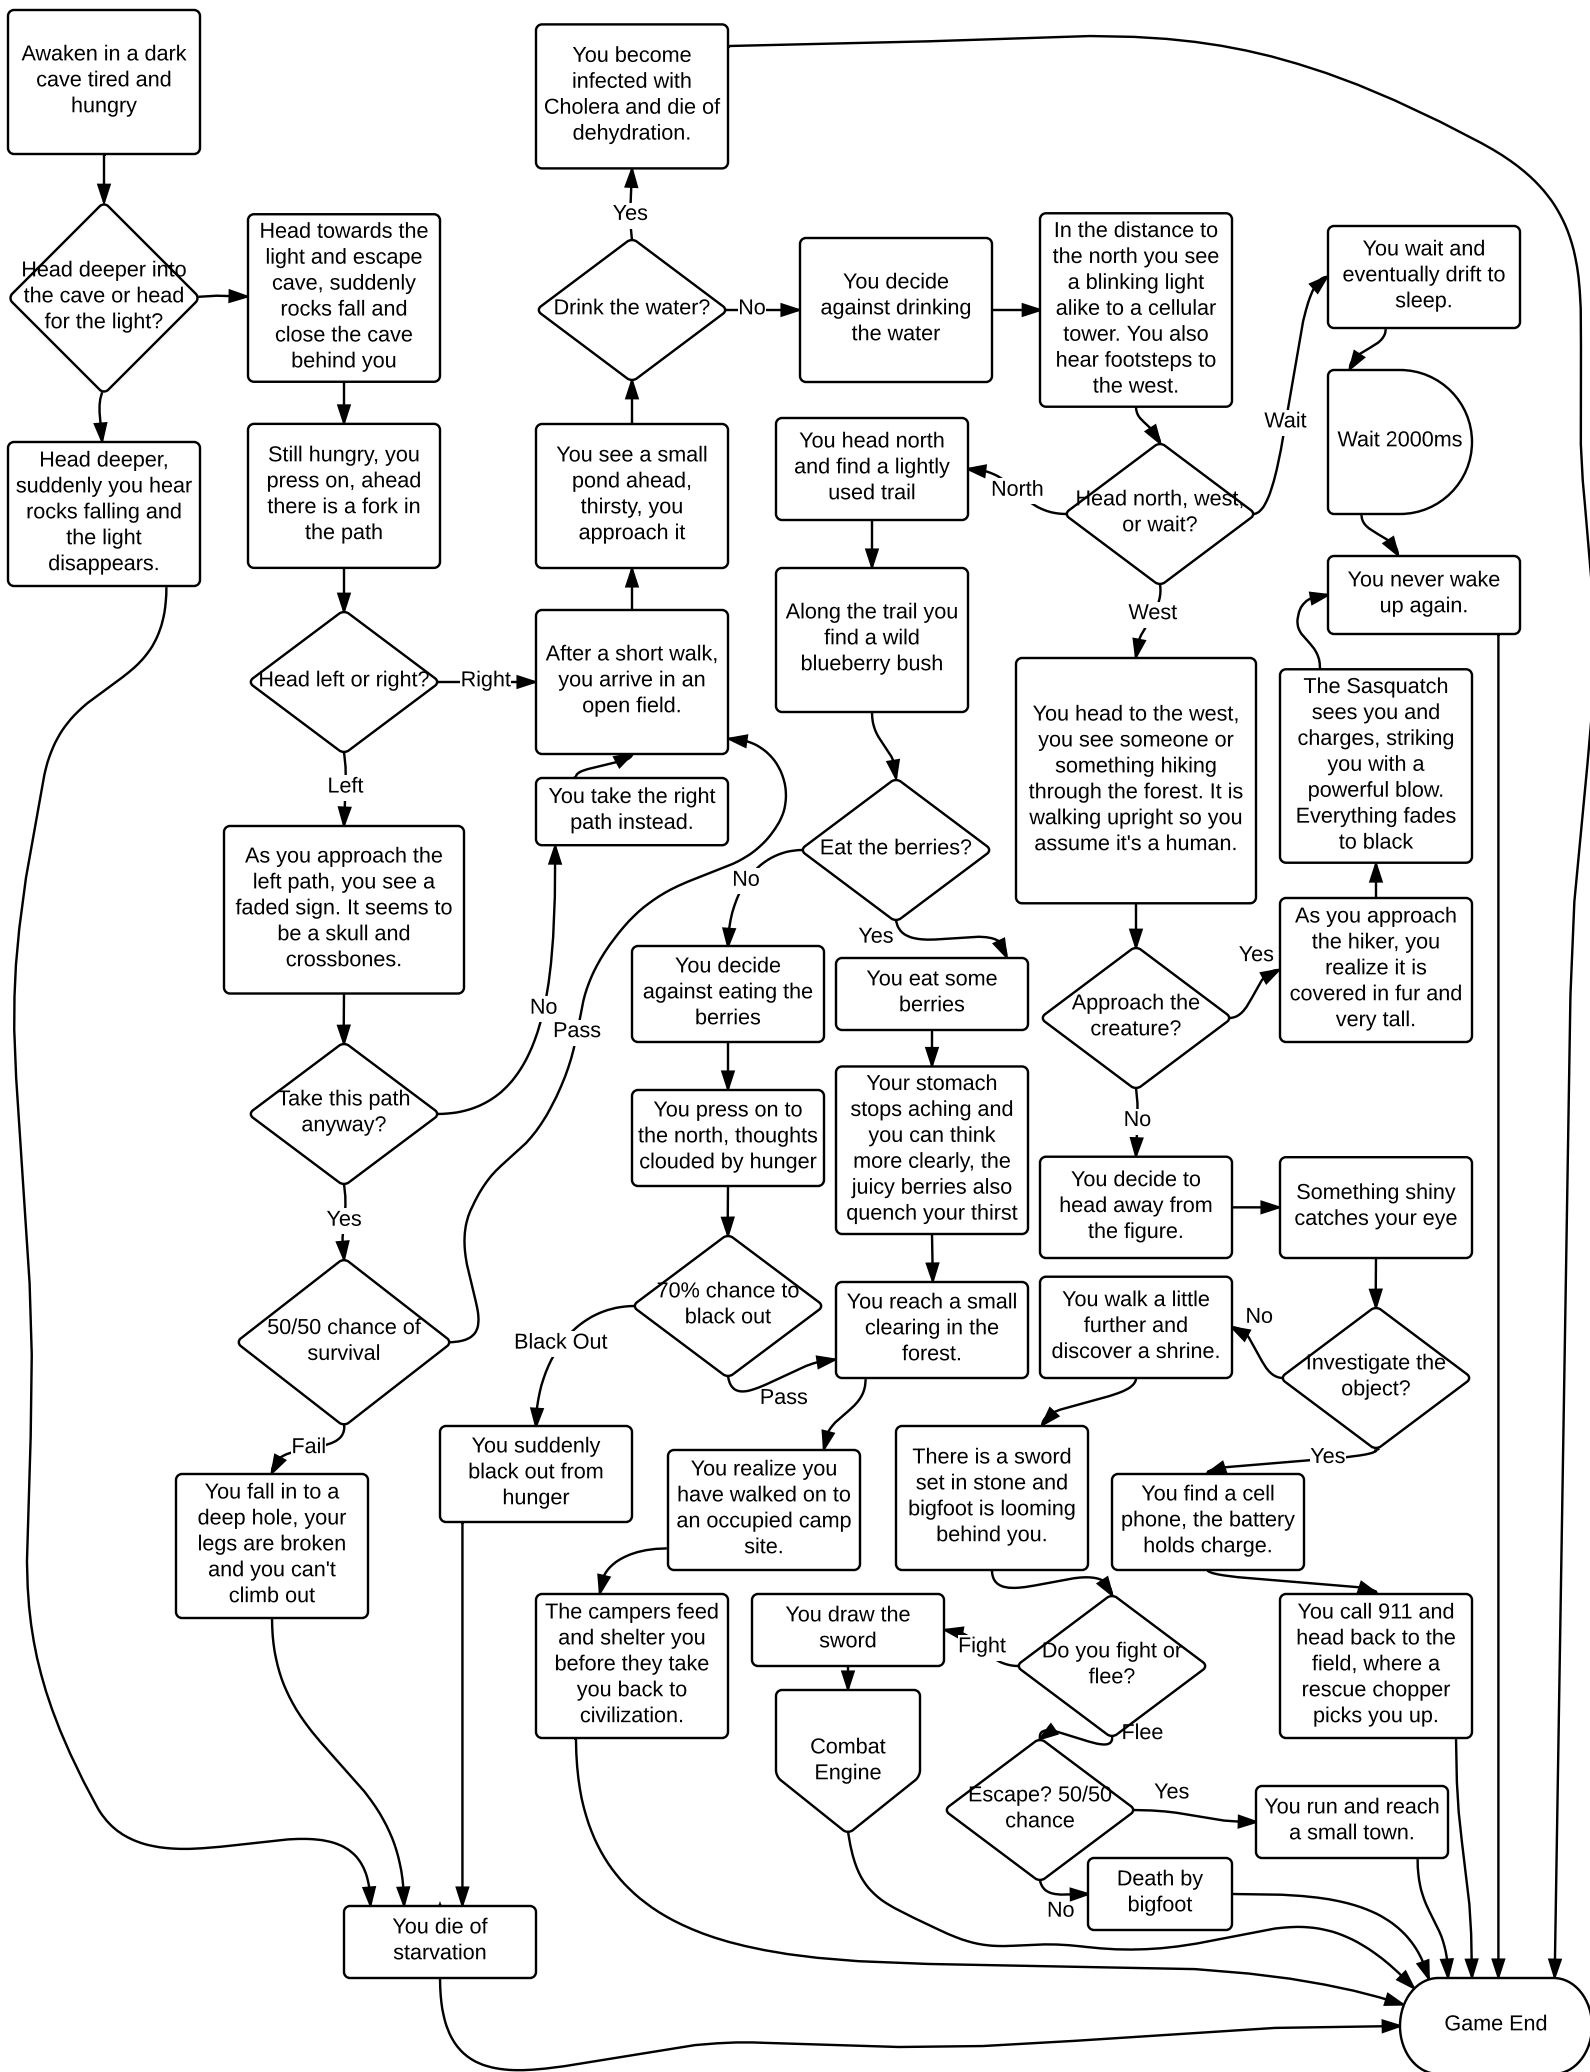 Awaken in a dark
cave tired and
hungry
Head deeper into
the cave or head
for the light?
Head deeper,
suddenly you hear
rocks falling and
the light
disappears.
Head towards the
light and escape
cave, suddenly
rocks fall and
close the cave
behind you
Still hungry, you
press on, ahead
there is a fork in
the path
Head left or right?
Right
Left
As you approach the
left path, you see a
faded sign. It seems to
be a skull and
crossbones.
Take this path
anyway?
No
Yes
50/50 chance of
survival
Pass
Fail
You fall in to a
deep hole, your
legs are broken
and you can't
climb out
You die of
starvation
You become
infected with
Cholera and die of
dehydration.
Yes
Drink the water?
No
You see a small
pond ahead,
thirsty, you
approach it
After a short walk,
you arrive in an
open field.
You take the right
path instead.
You decide
against drinking
the water
In the distance to
the north you see
a blinking light
alike to a cellular
tower. You also
hear footsteps to
the west.
Head north, west,
or wait?
North
West
Wait
You wait and
eventually drift to
sleep.
Wait 2000ms
You never wake
up again.
You head north
and find a lightly
used trail
Along the trail you
find a wild
blueberry bush
Eat the berries?
No
Yes
You decide
against eating the
berries
You press on to
the north, thoughts
clouded by hunger
70% chance to
black out
Black Out
Pass
You suddenly
black out from
hunger
You eat some
berries
Your stomach
stops aching and
you can think
more clearly, the
juicy berries also
quench your thirst
You reach a small
clearing in the
forest.
You realize you
have walked on to
an occupied camp
site.
The campers feed
and shelter you
before they take
you back to
civilization.
You head to the west,
you see someone or
something hiking
through the forest. It is
walking upright so you
assume it's a human.
Approach the
creature?
Yes
No
As you approach
the hiker, you
realize it is
covered in fur and
very tall.
The Sasquatch
sees you and
charges, striking
you with a
powerful blow.
Everything fades
to black
You decide to
head away from
the figure.
Something shiny
catches your eye
Investigate the
object?
No
Yes
You walk a little
further and
discover a shrine.
There is a sword
set in stone and
bigfoot is looming
behind you.
You find a cell
phone, the battery
holds charge.
You call 911 and
head back to the
field, where a
rescue chopper
picks you up.
Do you fight or
flee?
Fight
Flee
You draw the
sword
Combat
Engine
Escape? 50/50
chance
Yes
No
You run and reach
a small town.
Death by
bigfoot
Game End